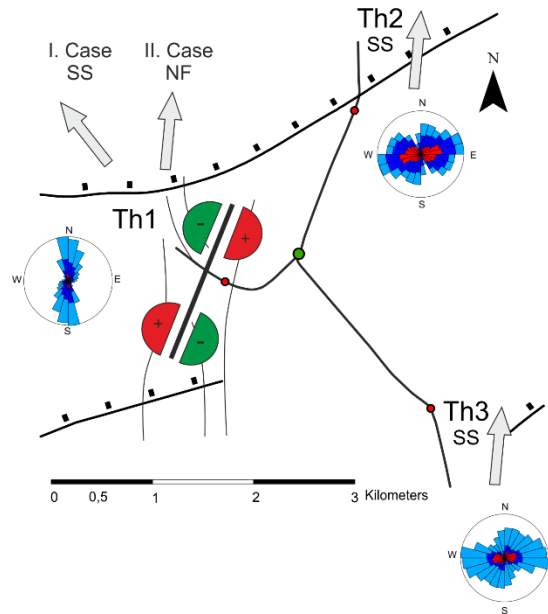 I. Case
SS
II. Case
NF
Th2
SS
N
N
W
E
S
Th1
N
W
E
S
-
+
+
-
Th3
SS
0
0,5
1
2
3
Kilometers
N
W
E
S